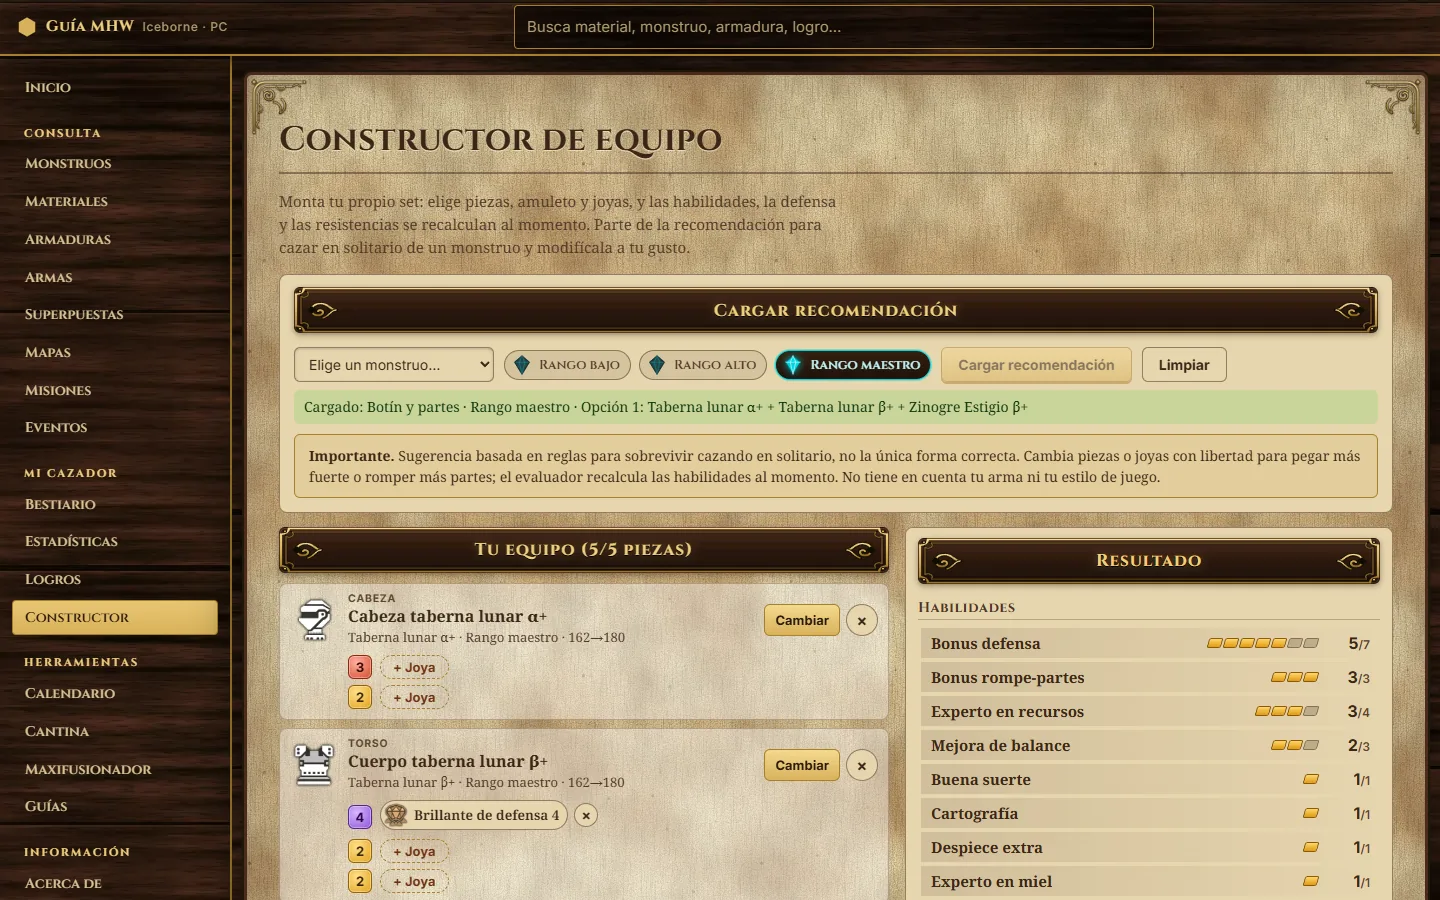 Guía MHW Iceborne · PC
Busca material, monstruo, armadura, logro...
Inicio
Consulta
Monstruos
Materiales
Armaduras
Armas
Superpuestas
Mapas
Misiones
Eventos
Mi cazador
Bestiario
Estadísticas
Logros
Constructor
Herramientas
Calendario
Cantina
Maxifusionador
Guías
Información
Acerca de
Constructor de equipo
Monta tu propio set: elige piezas, amuleto y joyas, y las habilidades, la defensa
y las resistencias se recalculan al momento. Parte de la recomendación para
cazar en solitario de un monstruo y modifícala a tu gusto.
Cargar recomendación
Elige un monstruo...
Rango bajo
Rango alto
Rango maestro
Cargar recomendación
Limpiar
Cargado: Botín y partes · Rango maestro · Opción 1: Taberna lunar α+ + Taberna lunar β+ + Zinogre Estigio β+
Importante. Sugerencia basada en reglas para sobrevivir cazando en solitario, no la única forma correcta. Cambia piezas o joyas con libertad para pegar más
fuerte o romper más partes; el evaluador recalcula las habilidades al momento. No tiene en cuenta tu arma ni tu estilo de juego.
Tu equipo (5/5 piezas)
CABEZA
Cabeza taberna lunar α+
Taberna lunar α+ · Rango maestro · 162→180
Cambiar ×
3 + Joya
2 + Joya
TORSO
Cuerpo taberna lunar β+
Taberna lunar β+ · Rango maestro · 162→180
Cambiar ×
4 Brillante de defensa 4 ×
2 + Joya
2 + Joya
Resultado
Habilidades
Bonus defensa 5/7
Bonus rompe-partes 3/3
Experto en recursos 3/4
Mejora de balance 2/3
Buena suerte 1/1
Cartografía 1/1
Despiece extra 1/1
Experto en miel 1/1